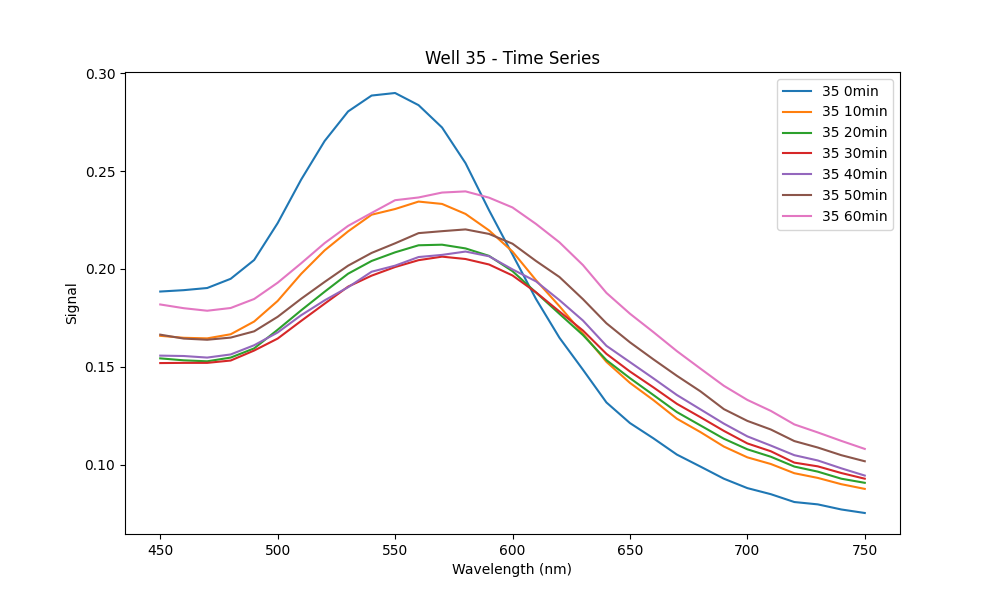 Well 35 - Time Series
35 0min
35 10min
35 20min
35 30min
35 40min
35 50min
35 60min
0.30
0.25
0.20
0.15
0.10
Signal
450 500 550 600 650 700 750
Wavelength (nm)